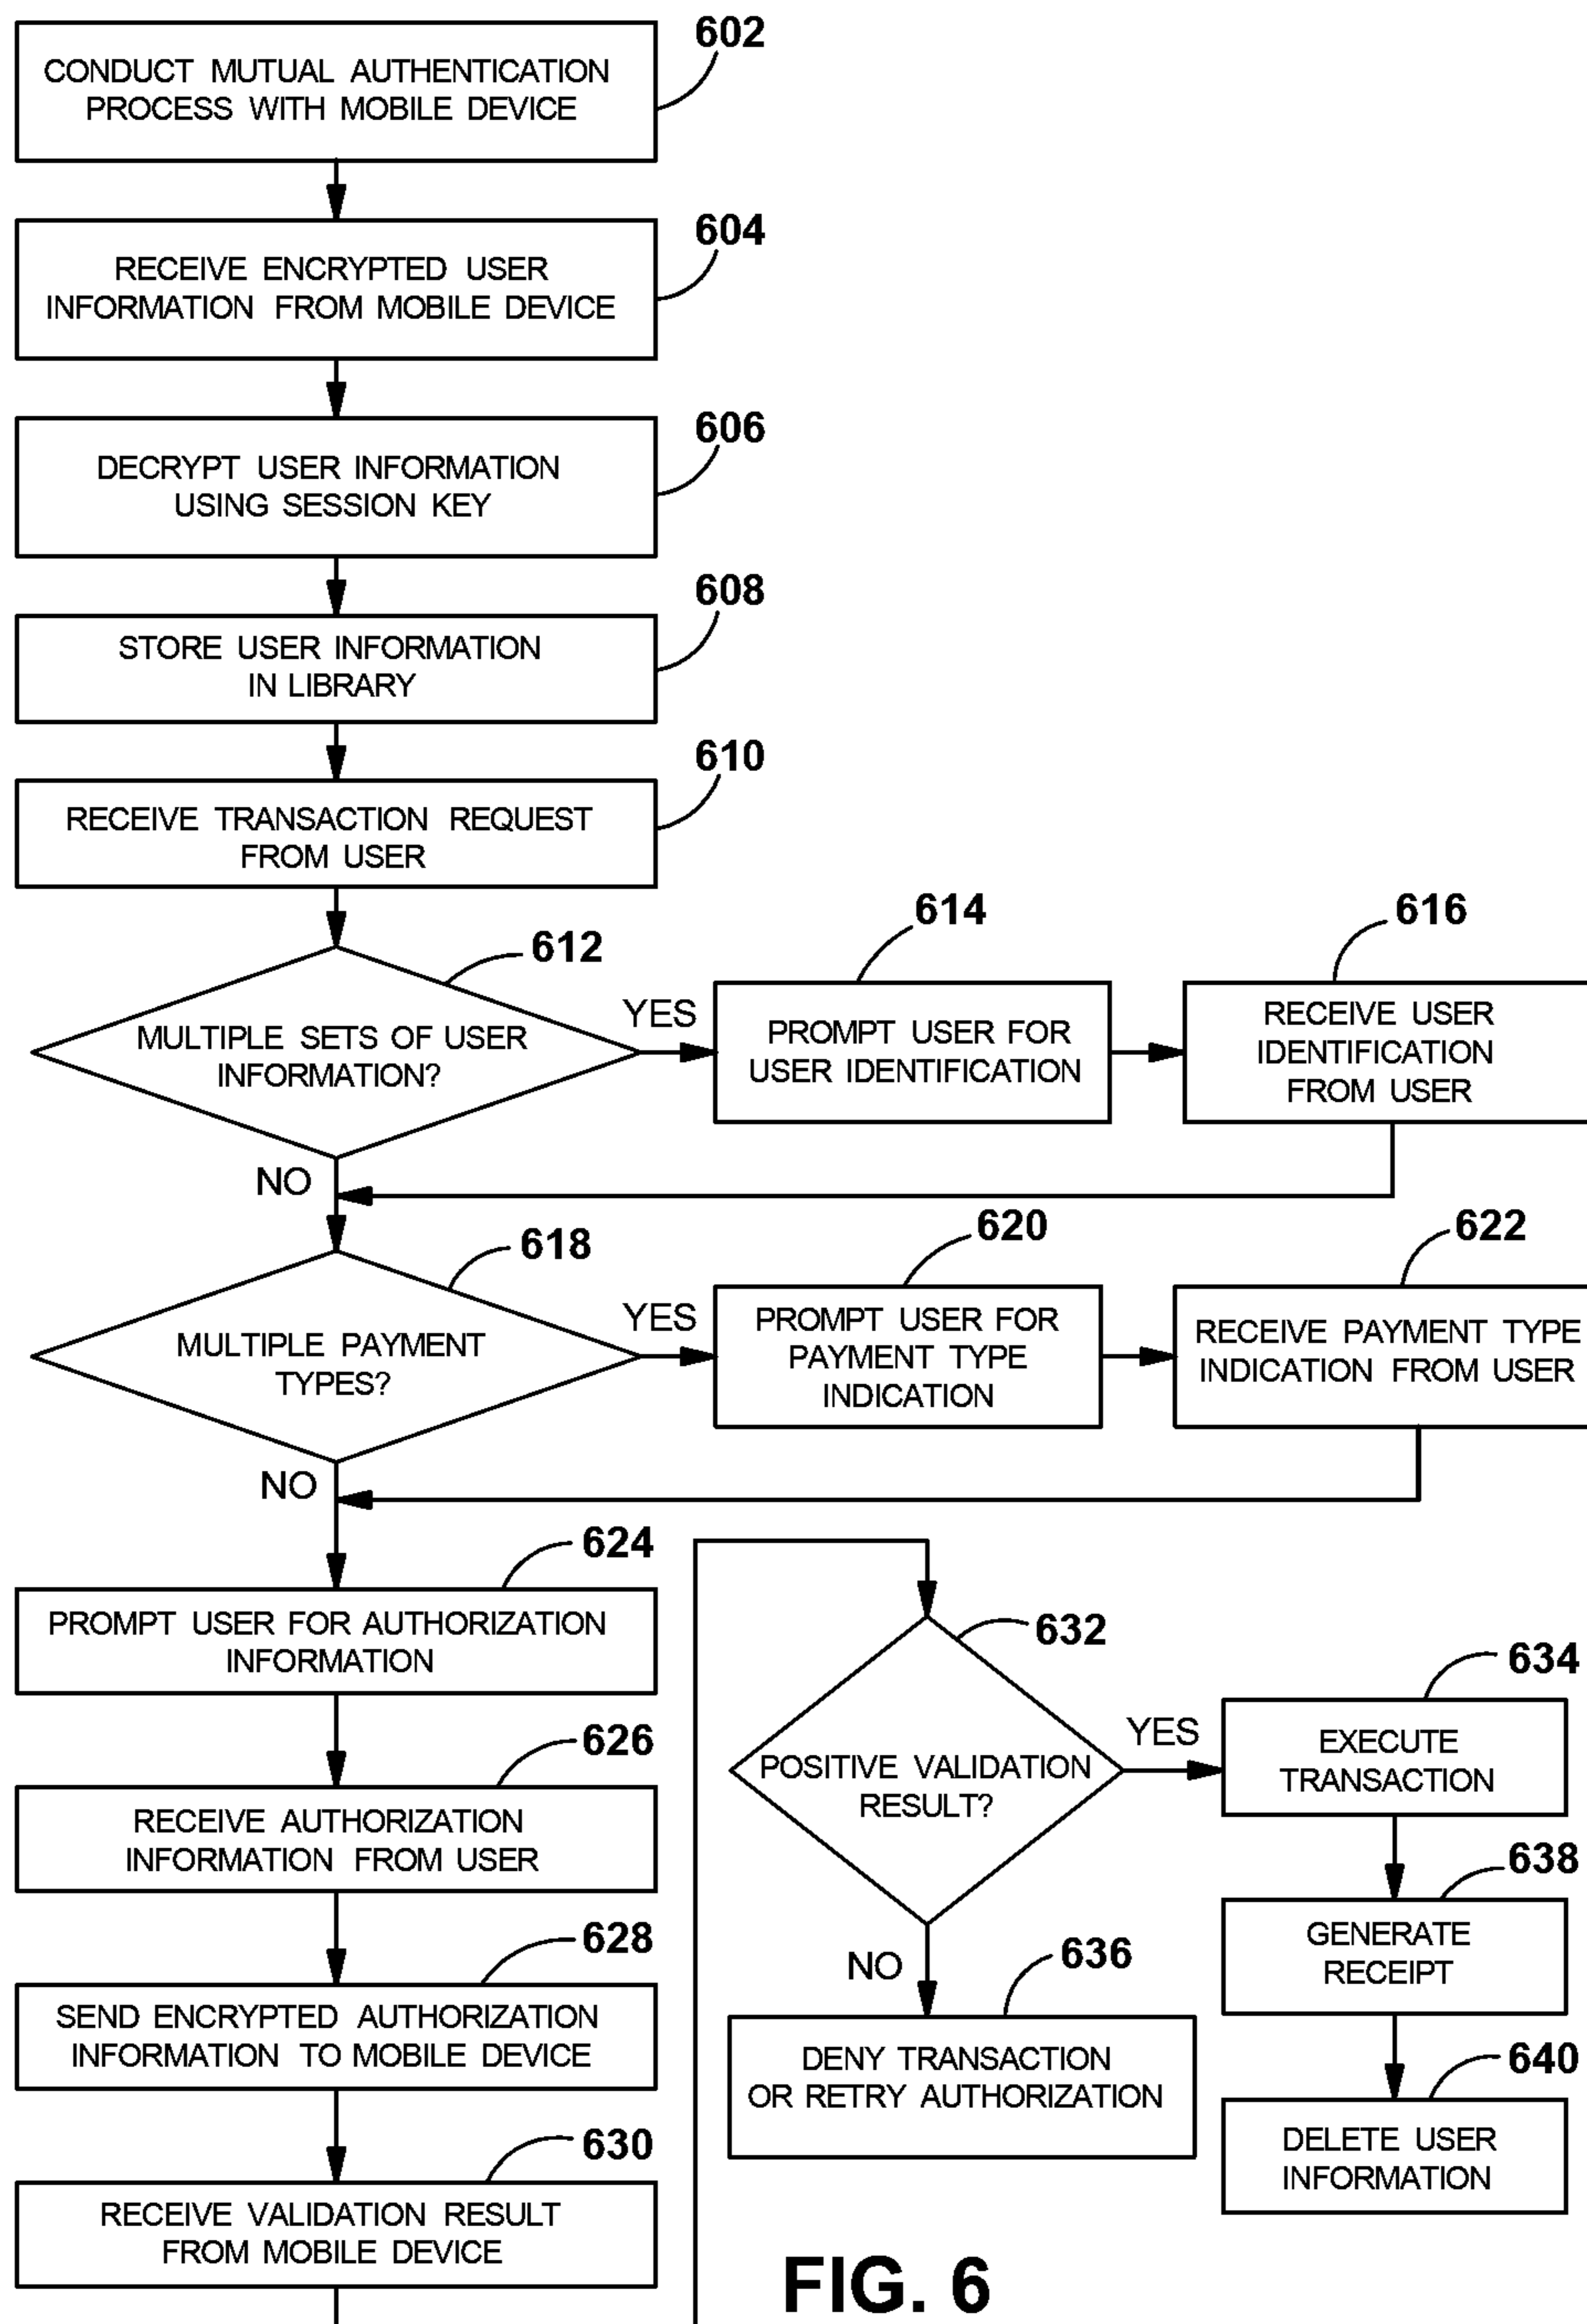 602
CONDUCT MUTUAL AUTHENTICATION
PROCESS WITH MOBILE DEVICE
604
RECEIVE ENCRYPTED USER
INFORMATION FROM MOBILE DEVICE
606
DECRYPT USER INFORMATION
USING SESSION KEY
608
STORE USER INFORMATION
IN LIBRARY
610
RECEIVE TRANSACTION REQUEST
FROM USER
612
MULTIPLE SETS OF USER
INFORMATION?
YES
614
PROMPT USER FOR
USER IDENTIFICATION
616
RECEIVE USER
IDENTIFICATION
FROM USER
NO
618
MULTIPLE PAYMENT
TYPES?
YES
620
PROMPT USER FOR
PAYMENT TYPE
INDICATION
622
RECEIVE PAYMENT TYPE
INDICATION FROM USER
NO
624
PROMPT USER FOR AUTHORIZATION
INFORMATION
626
RECEIVE AUTHORIZATION
INFORMATION FROM USER
628
SEND ENCRYPTED AUTHORIZATION
INFORMATION TO MOBILE DEVICE
630
RECEIVE VALIDATION RESULT
FROM MOBILE DEVICE
632
POSITIVE VALIDATION
RESULT?
YES
634
EXECUTE
TRANSACTION
638
GENERATE
RECEIPT
640
DELETE USER
INFORMATION
NO
636
DENY TRANSACTION
OR RETRY AUTHORIZATION
FIG. 6